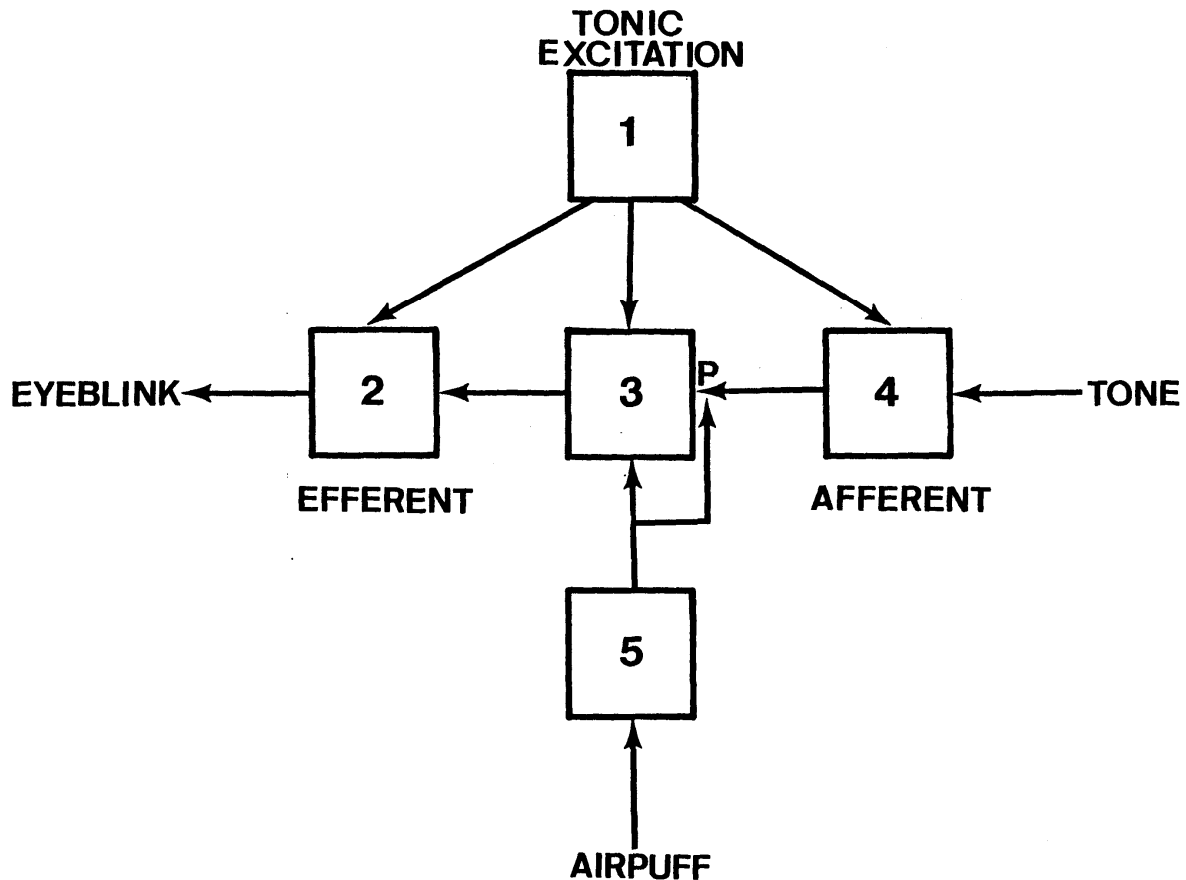 TONIC
EXCITATION
1
EYEBLINK
2
3
P
4
TONE
EFFERENT
AFFERENT
5
AIRPUFF